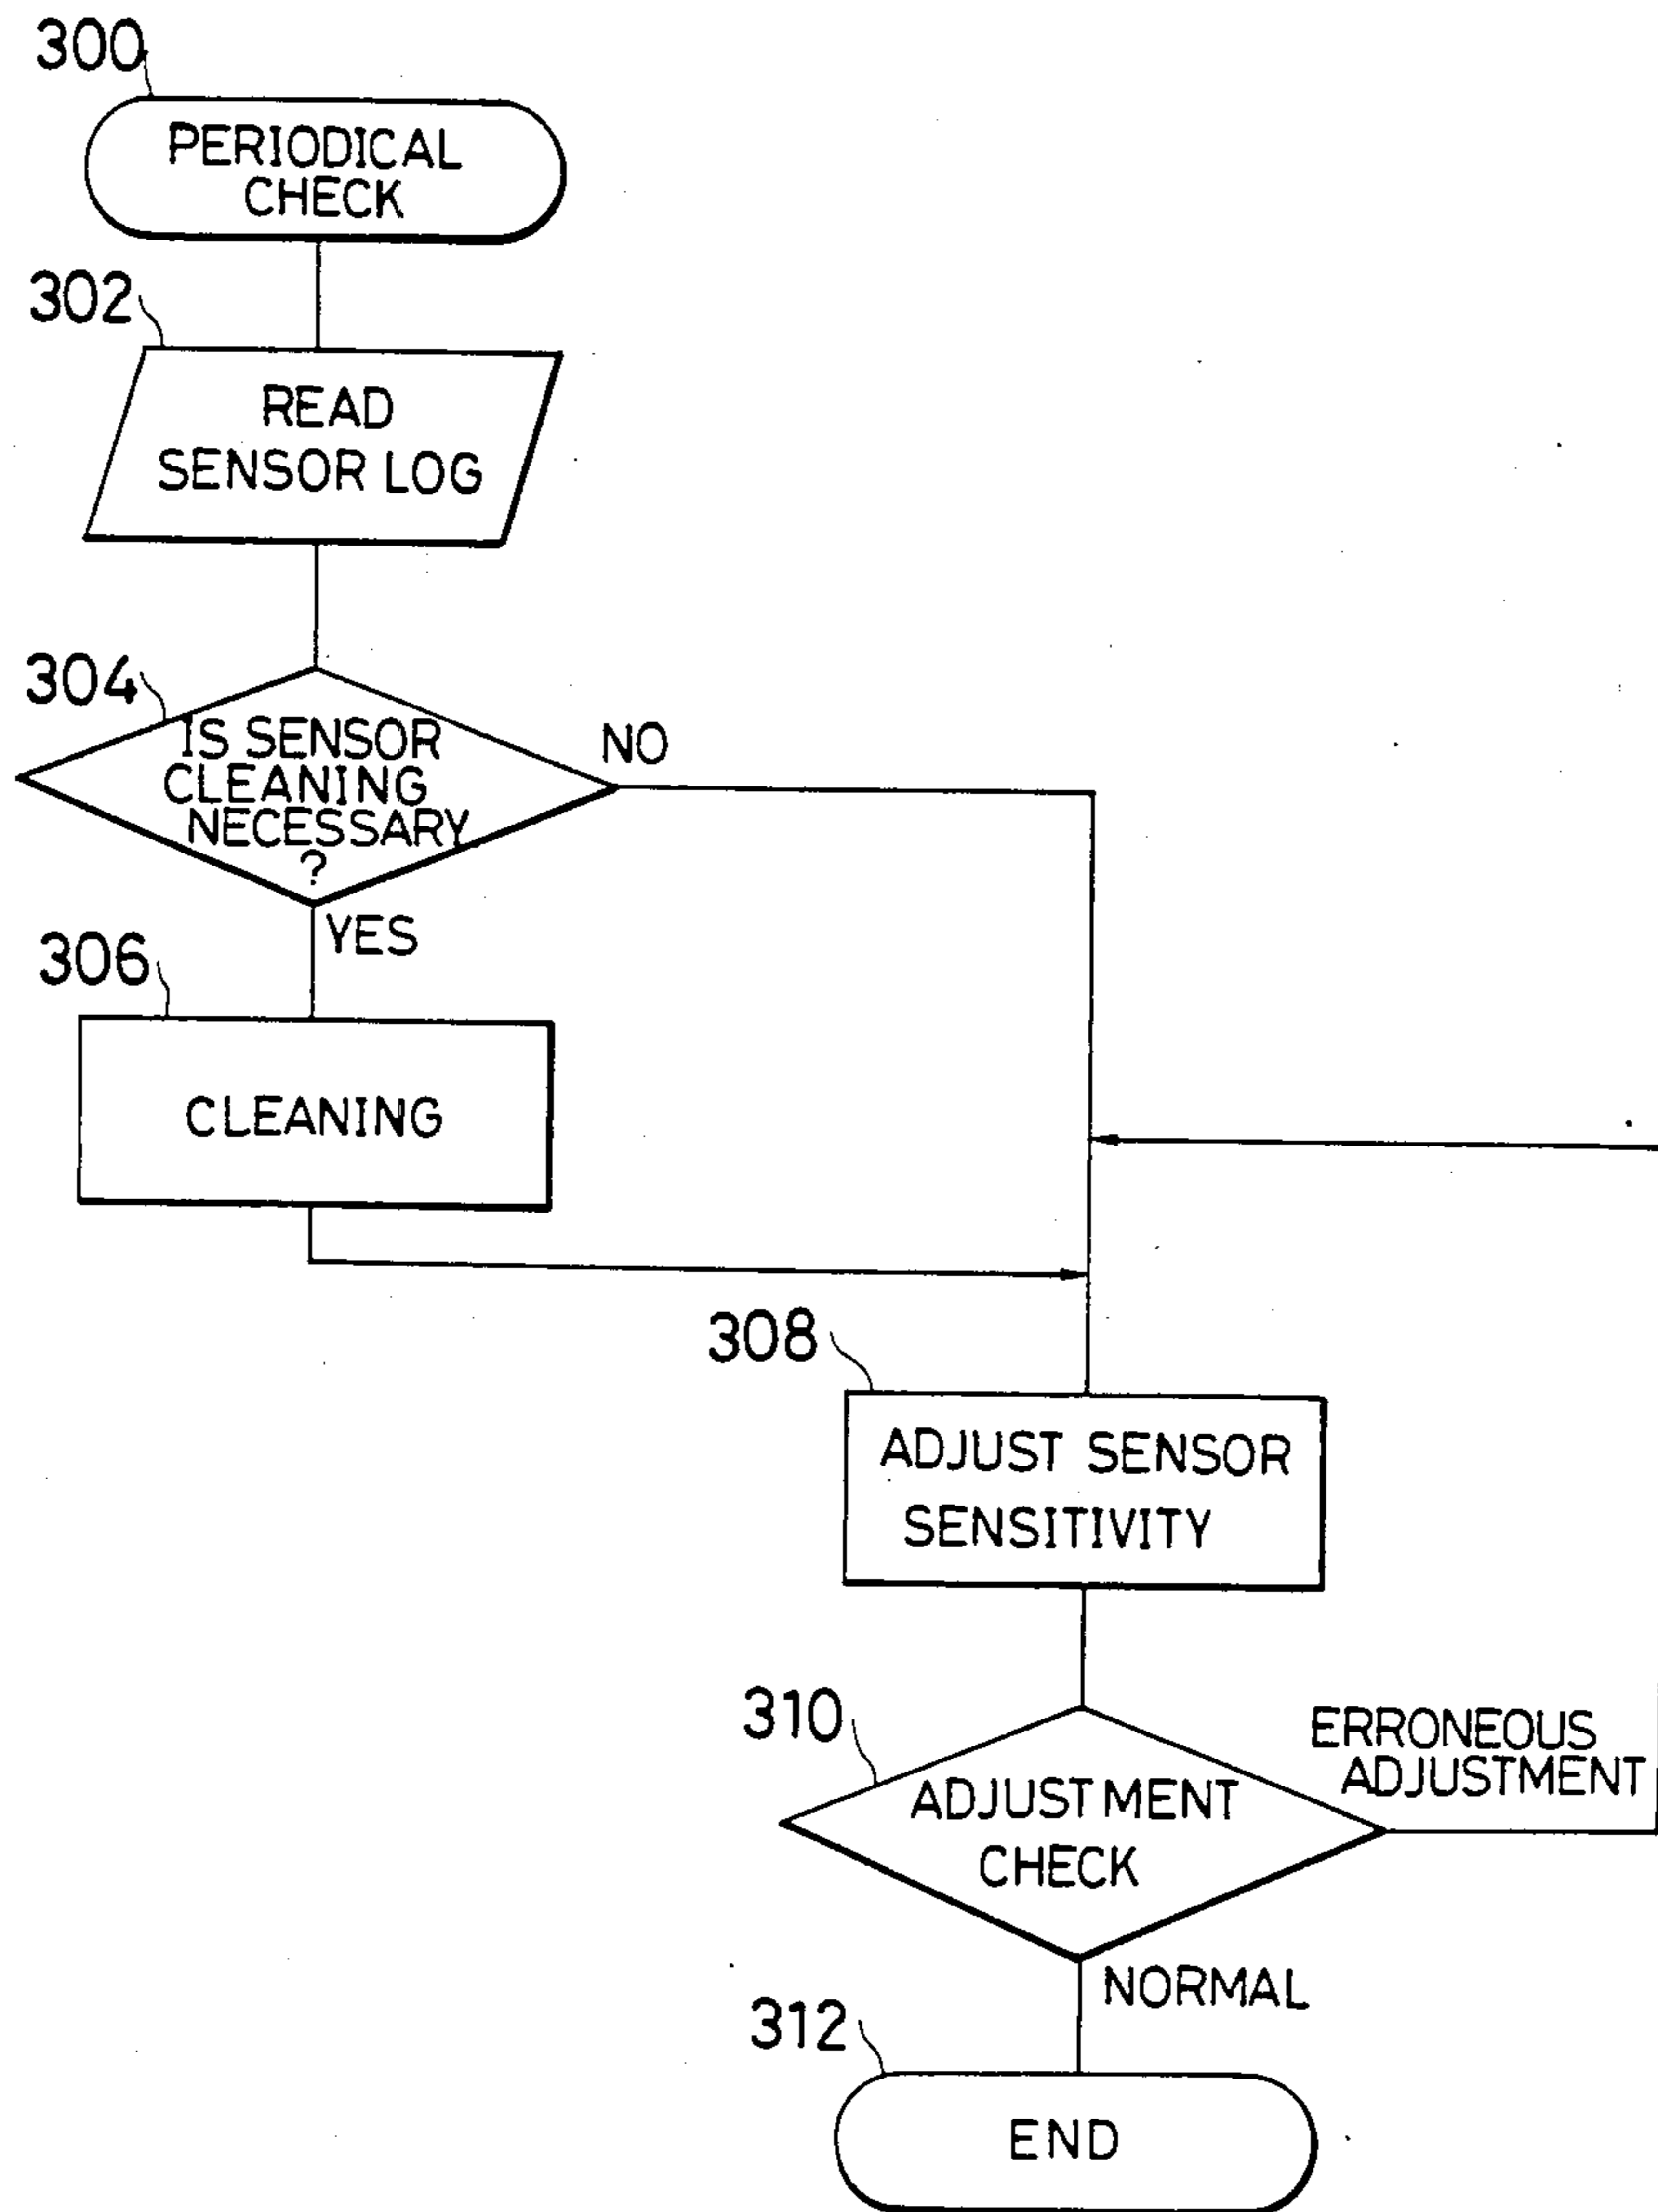 300
PERIODICAL
CHECK
302
READ
SENSOR LOG
304
IS SENSOR
CLEANING
NECESSARY
?
NO
YES
306
CLEANING
308
ADJUST SENSOR
SENSITIVITY
310
ADJUSTMENT
CHECK
ERRONEOUS
ADJUSTMENT
NORMAL
312
END